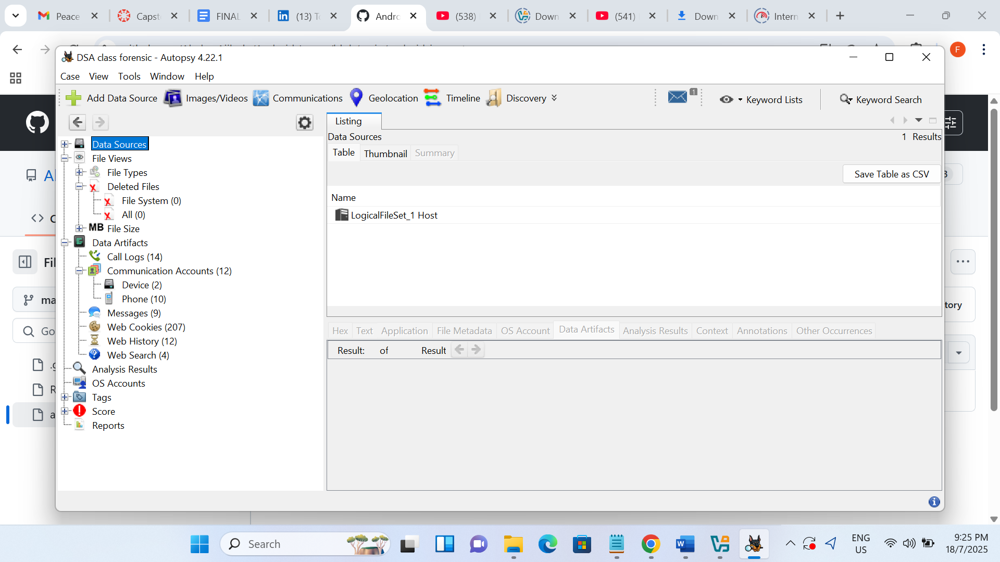 Peace
Capst
FINAL
(13) T
Andro
(538)
Down
(541)
Down
Intern
F
DSA class forensic - Autopsy 4.22.1
Case View Tools Window Help
Add Data Source Images/Videos Communications Geolocation Timeline Discovery 1 Keyword Lists Keyword Search
Listing
Data Sources 1 Results
Table Thumbnail Summary
Save Table as CSV
Name
LogicalFileSet_1 Host
Data Sources
File Views
File Types
Deleted Files
File System (0)
All (0)
MB File Size
Data Artifacts
Call Logs (14)
Communication Accounts (12)
Device (2)
Phone (10)
Messages (9)
Web Cookies (207)
Web History (12)
Web Search (4)
Analysis Results
OS Accounts
Tags
Score
Reports
Hex Text Application File Metadata OS Account Data Artifacts Analysis Results Context Annotations Other Occurrences
Result: of Result
Al
C
Fil
ma
Go
.g
R
a
3
tory
Search
ENG
US
9:25 PM
18/7/2025